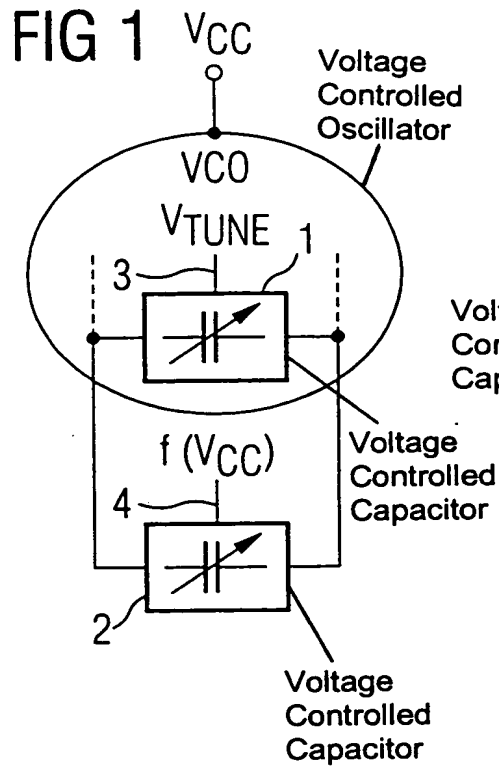 FIG 1
VCC
Voltage
Controlled
Oscillator
VCO
VTUNE
3
1
Voltage
Controlled
Capacitor
f (VCC)
4
2
Voltage
Controlled
Capacitor